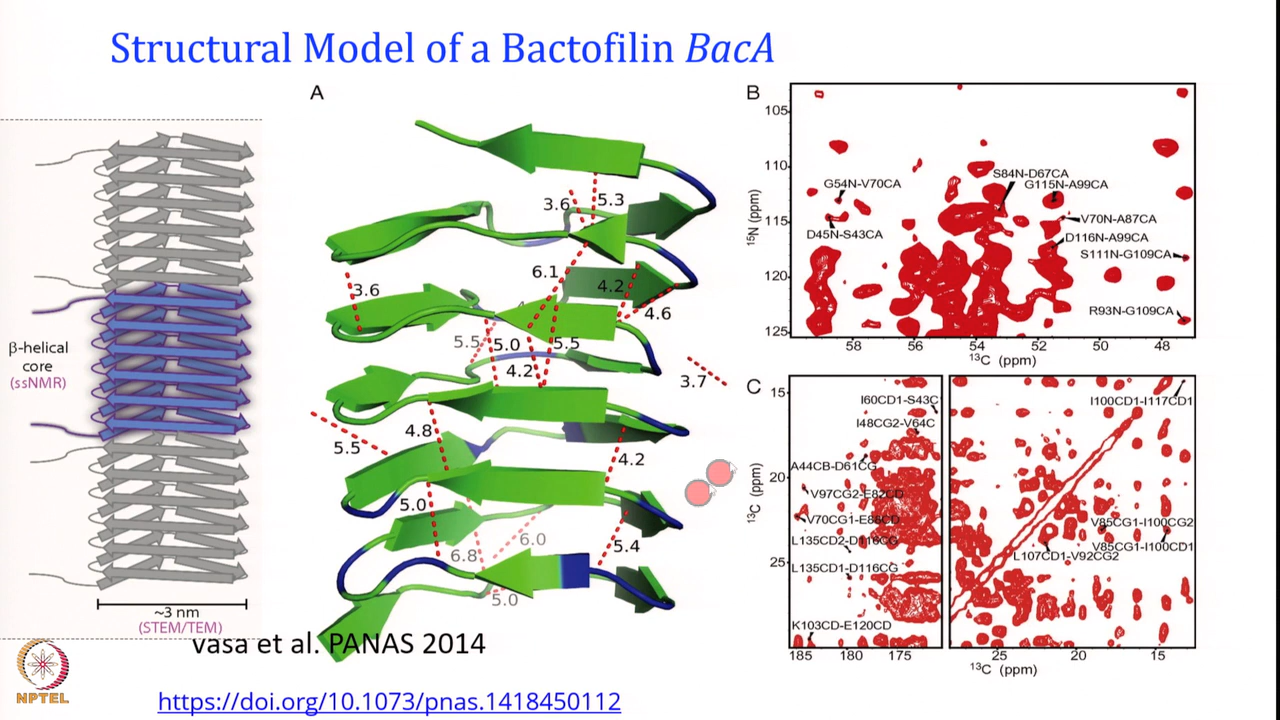 Structural Model of a Bactofilin BacA
β-helical
core
(ssNMR)
~3 nm
(STEM/TEM)
A
3.6
5.3
6.1
4.2
3.6
4.6
5.5
5.0
5.5
4.2
3.7
4.8
5.5
4.2
5.0
6.0
6.8
5.4
5.0
B
105
110
115
120
125
15N (ppm)
S84N-D67CA
G54N-V70CA
G115N-A99CA
V70N-A87CA
D45N-S43CA
D116N-A99CA
S111N-G109CA
R93N-G109CA
58 56 54 52 50 48
13C (ppm)
C
15
20
25
13C (ppm)
I60CD1-S43C
I48CG2-V64C
A44CB-D61CG
V97CG2-E82CD
V70CG1-E88CD
L135CD2-D116CG
L135CD1-D116CG
K103CD-E120CD
185 180 175
I100CD1-I117CD1
V85CG1-I100CG2
V85CG1-I100CD1
L107CD1-V92CG2
25 20 15
13C (ppm)
vasa et al. PANAS 2014
NPTEL
https://doi.org/10.1073/pnas.1418450112